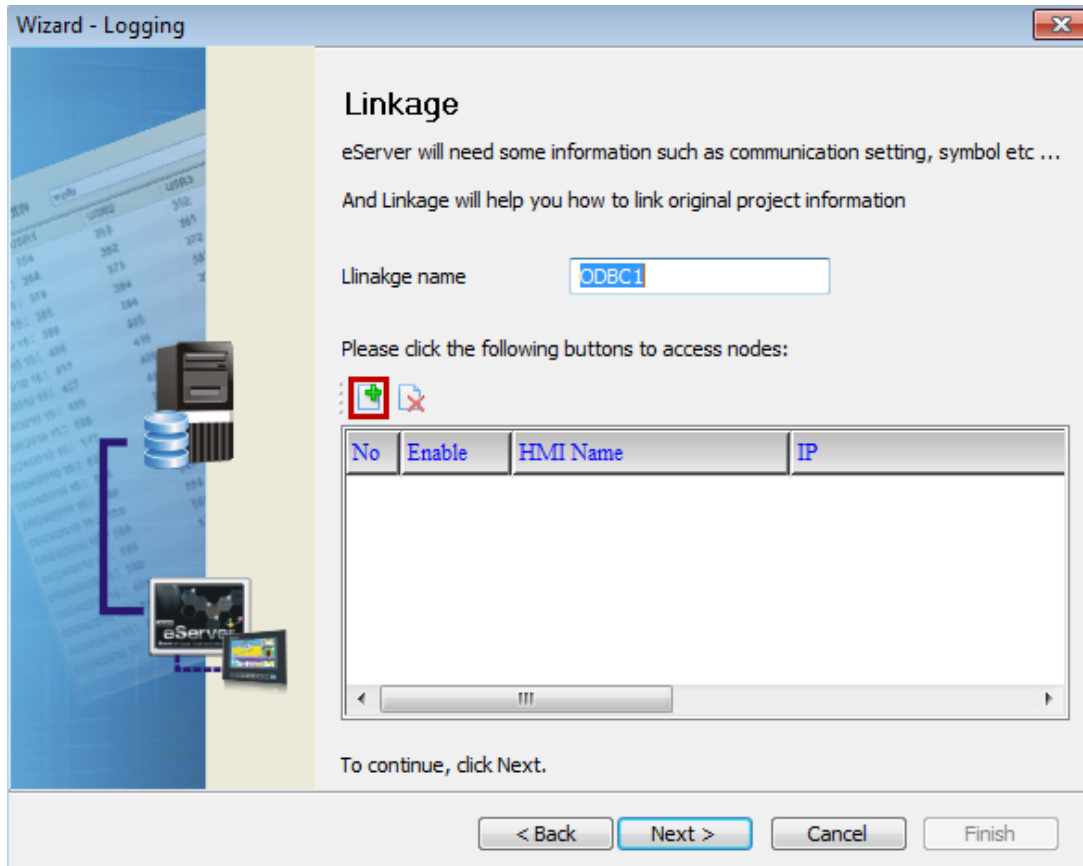 Wizard - Logging
Linkage
eServer will need some information such as communication setting, symbol etc ...
And Linkage will help you how to link original project information
Llinakge name ODBC1
Please click the following buttons to access nodes:
No Enable HMI Name IP
eServer
To continue, click Next.
< Back Next > Cancel Finish